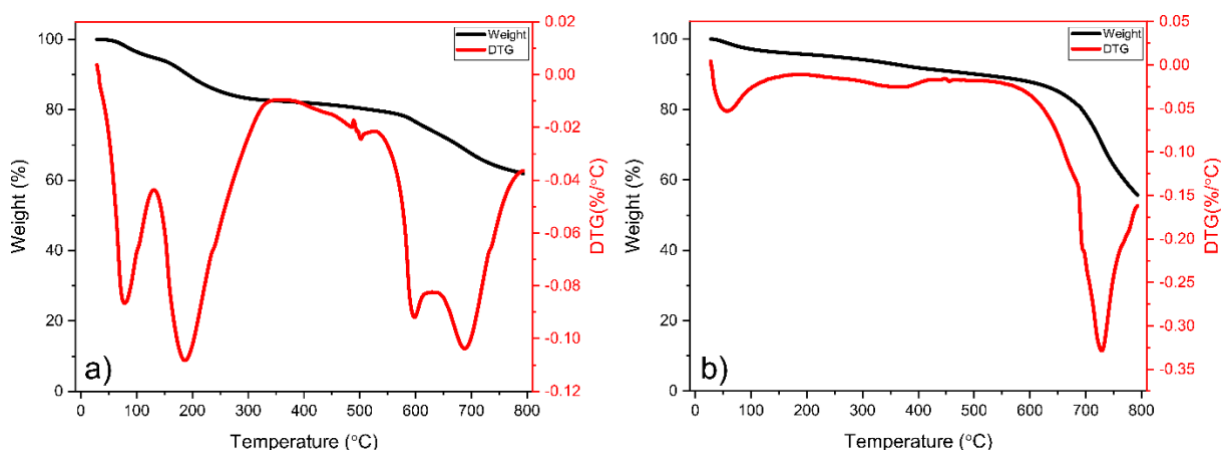 100
80
60
40
20
0
Weight (%)
0 100 200 300 400 500 600 700 800
Temperature (°C)
0.02
0.00
-0.02
-0.04
-0.06
-0.08
-0.10
-0.12
DTG(%/°C)
Weight
DTG
a)
100
80
60
40
20
0
Weight (%)
0 100 200 300 400 500 600 700 800
Temperature (°C)
0.05
0.00
-0.05
-0.10
-0.15
-0.20
-0.25
-0.30
-0.35
DTG(%/°C)
Weight
DTG
b)